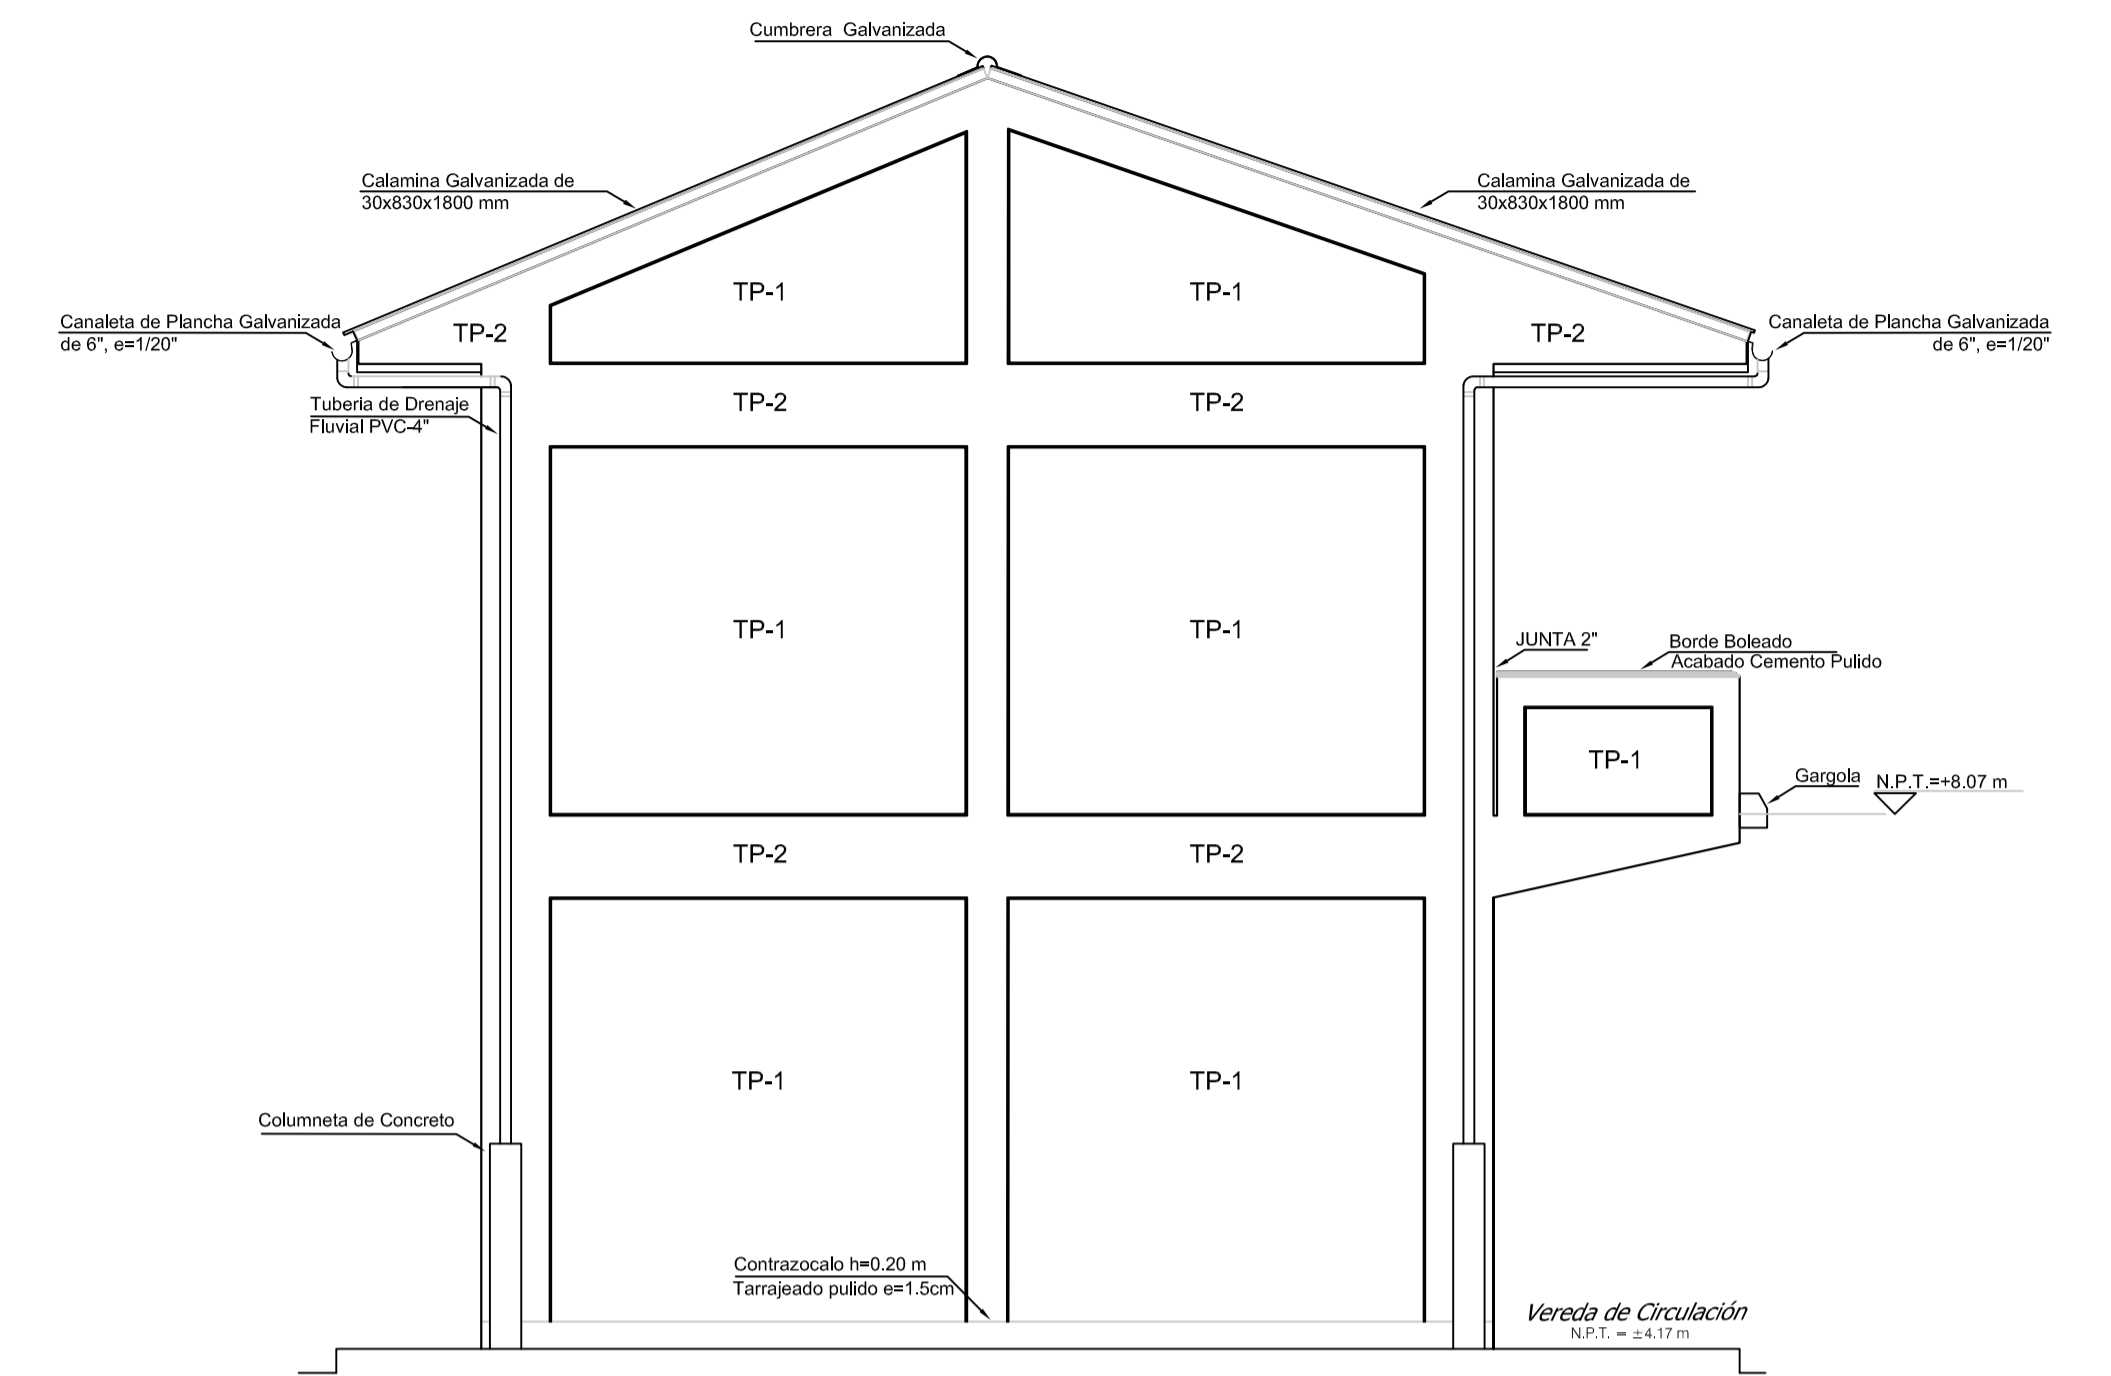 Cumbrera  Galvanizada
Calamina Galvanizada de
30x830x1800 mm
Calamina Galvanizada de
30x830x1800 mm
TP-1
TP-1
Canaleta de Plancha Galvanizada
de 6", e=1/20"
TP-2
TP-2
Canaleta de Plancha Galvanizada
de 6", e=1/20"
Tuberia de Drenaje
Fluvial PVC-4"
TP-2
TP-2
TP-1
TP-1
JUNTA 2"
Borde Boleado
Acabado Cemento Pulido
TP-1
Gargola
N.P.T.=+8.07 m
TP-2
TP-2
TP-1
TP-1
Columneta de Concreto
Contrazocalo h=0.20 m
Tarrajeado pulido e=1.5cm
Vereda de Circulación
N.P.T. = ±4.17 m